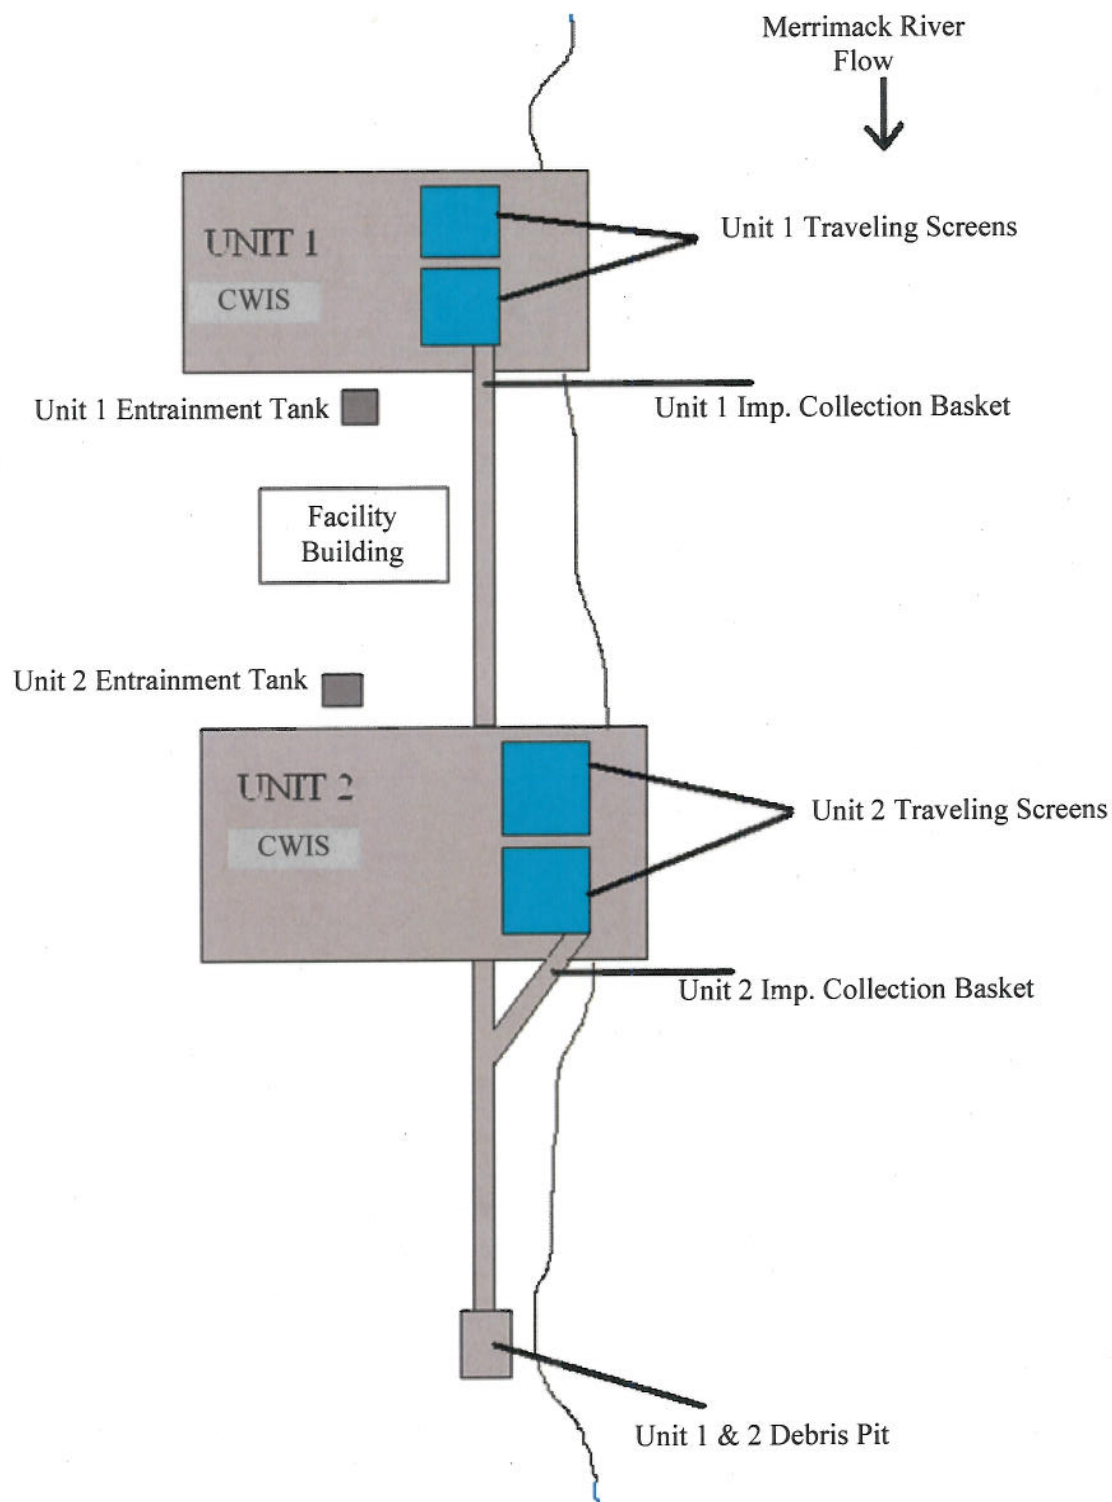 Merrimack River
Flow
Unit 1 Traveling Screens
UNIT 1
CWIS
Unit 1 Entrainment Tank
Unit 1 Imp. Collection Basket
Facility
Building
Unit 2 Entrainment Tank
UNIT 2
CWIS
Unit 2 Traveling Screens
Unit 2 Imp. Collection Basket
Unit 1 & 2 Debris Pit